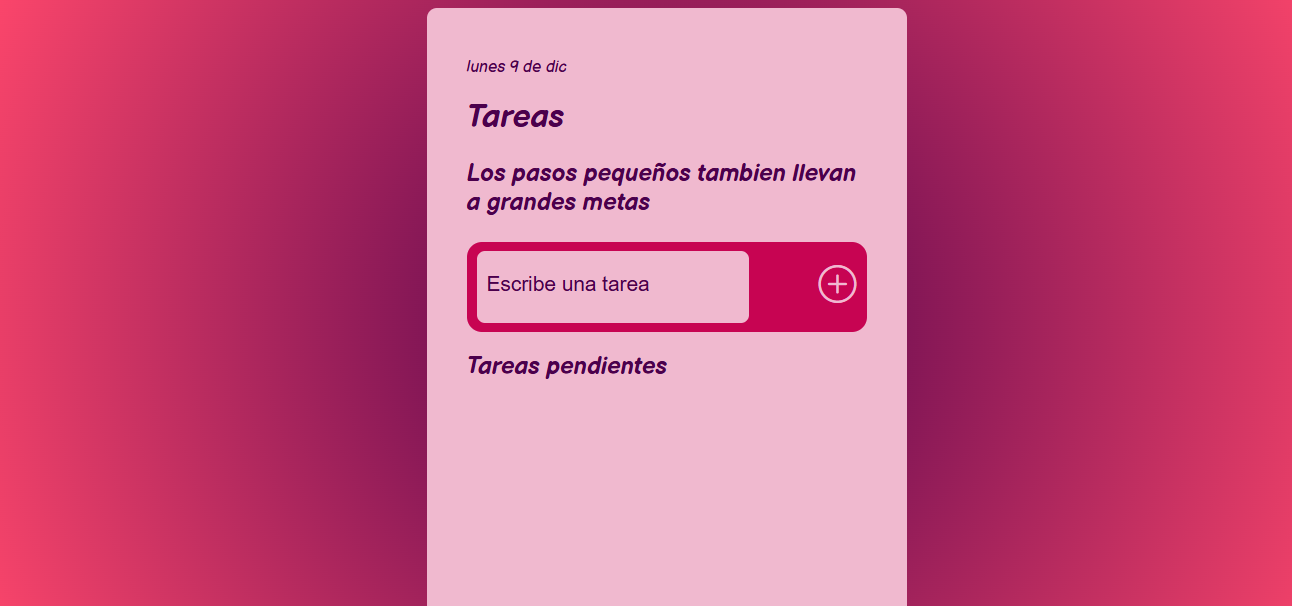 lunes 9 de dic
Tareas
Los pasos pequeños tambien llevan
a grandes metas
Escribe una tarea
Tareas pendientes